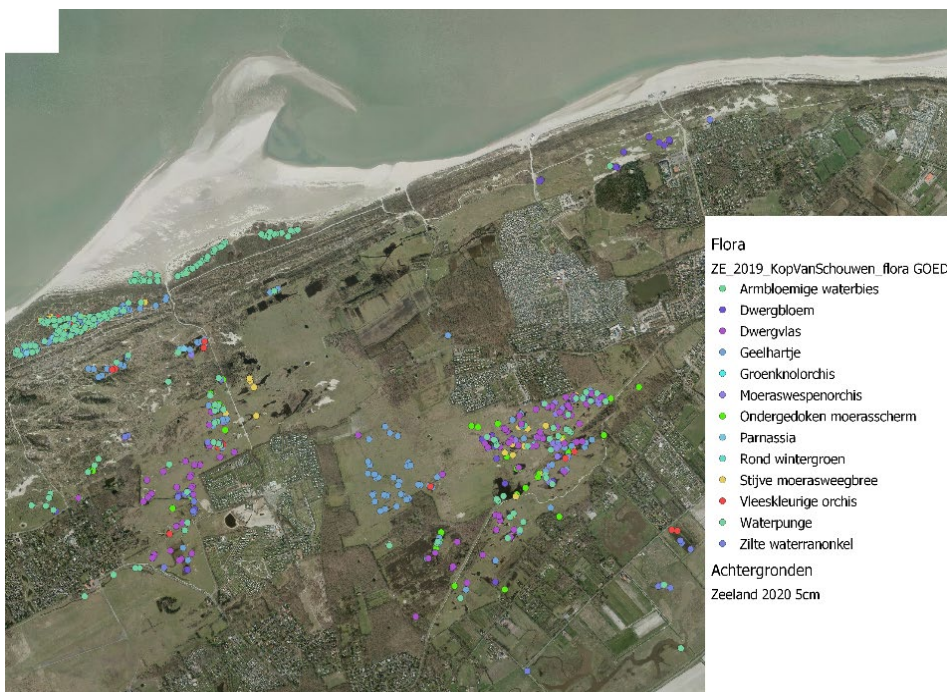 Flora
ZE_2019_KopVanSchouwen_flora GOED
Armbloemige waterbies
Dwergbloem
Dwergvlas
Geelhartje
Groenknolorchis
Moeraswespenorchis
Ondergedoken moerasscherm
Parnassia
Rond wintergroen
Stijve moerasweegbree
Vleeskleurige orchis
Waterpunge
Zilte waterranonkel
Achtergronden
Zeeland 2020 5cm